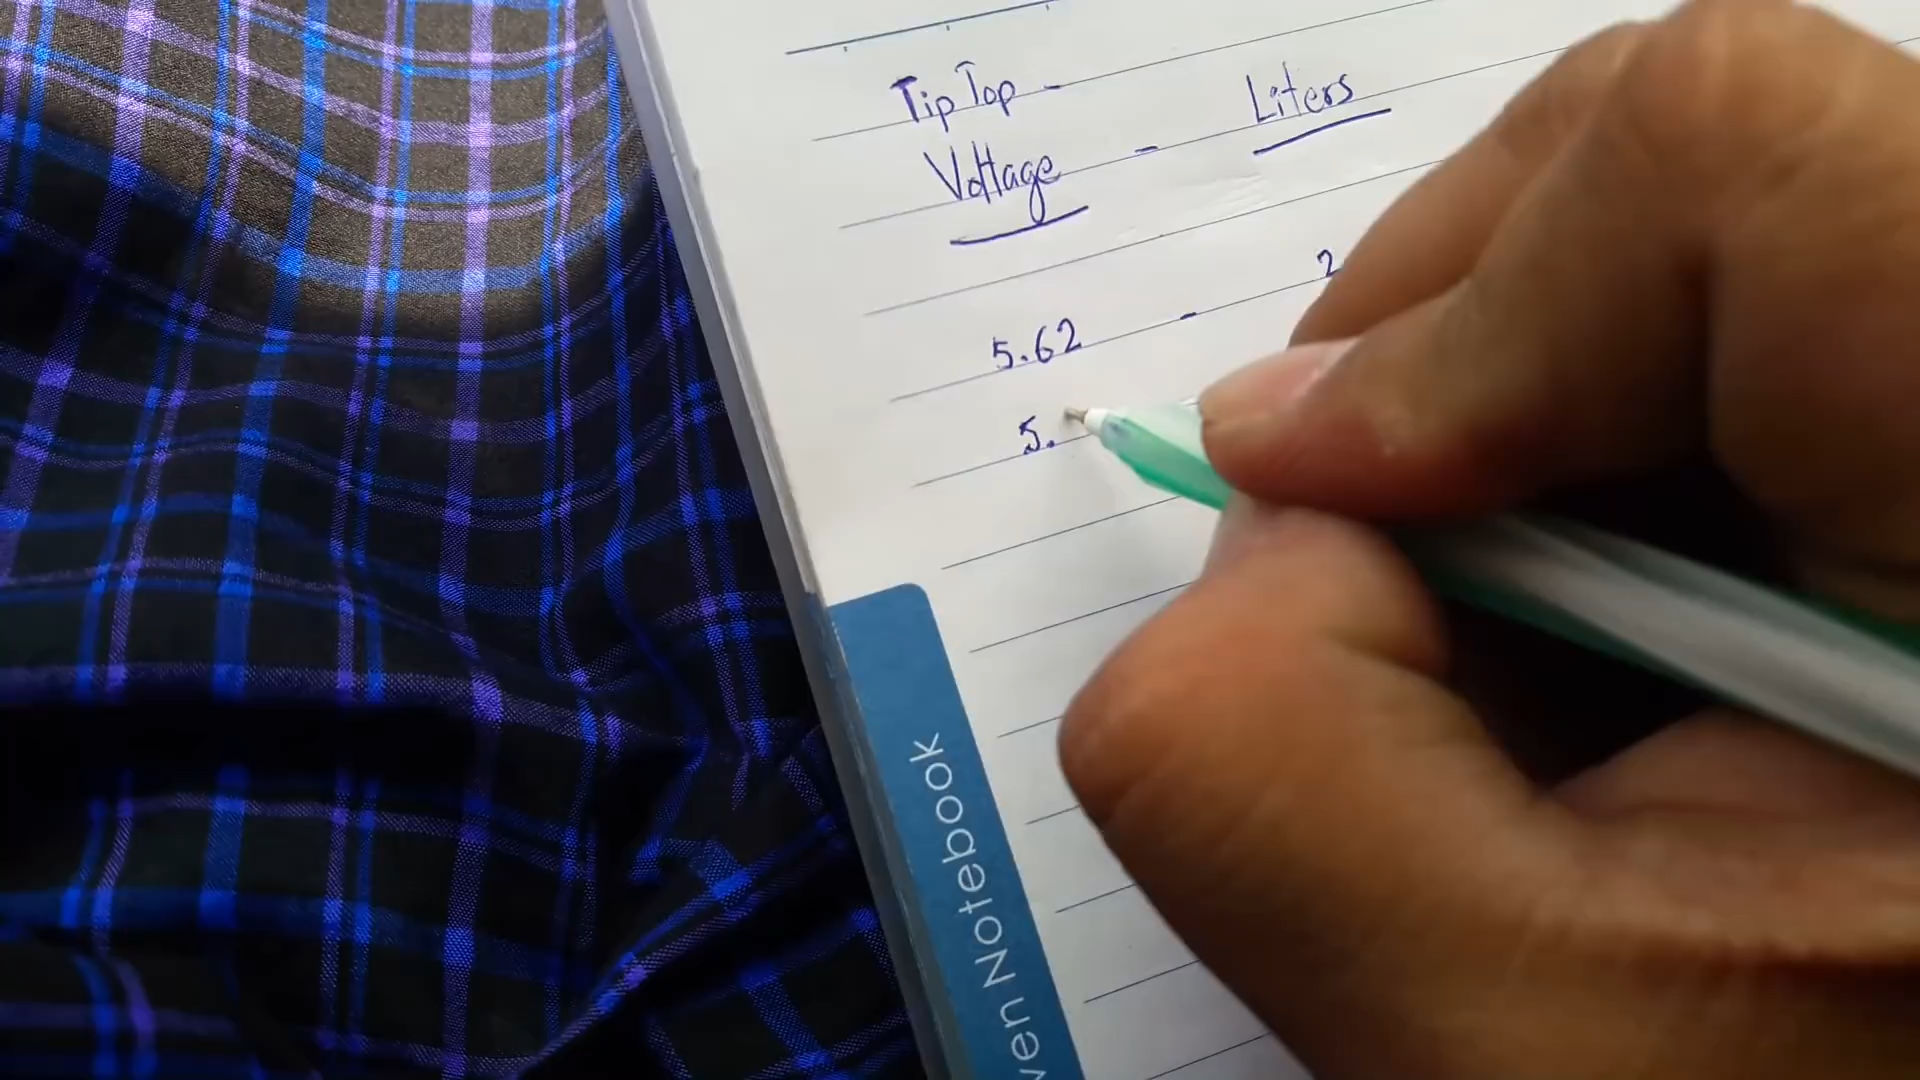 Tip Top -
Voltage - Liters
5.62 - 2
5.
ven Notebook